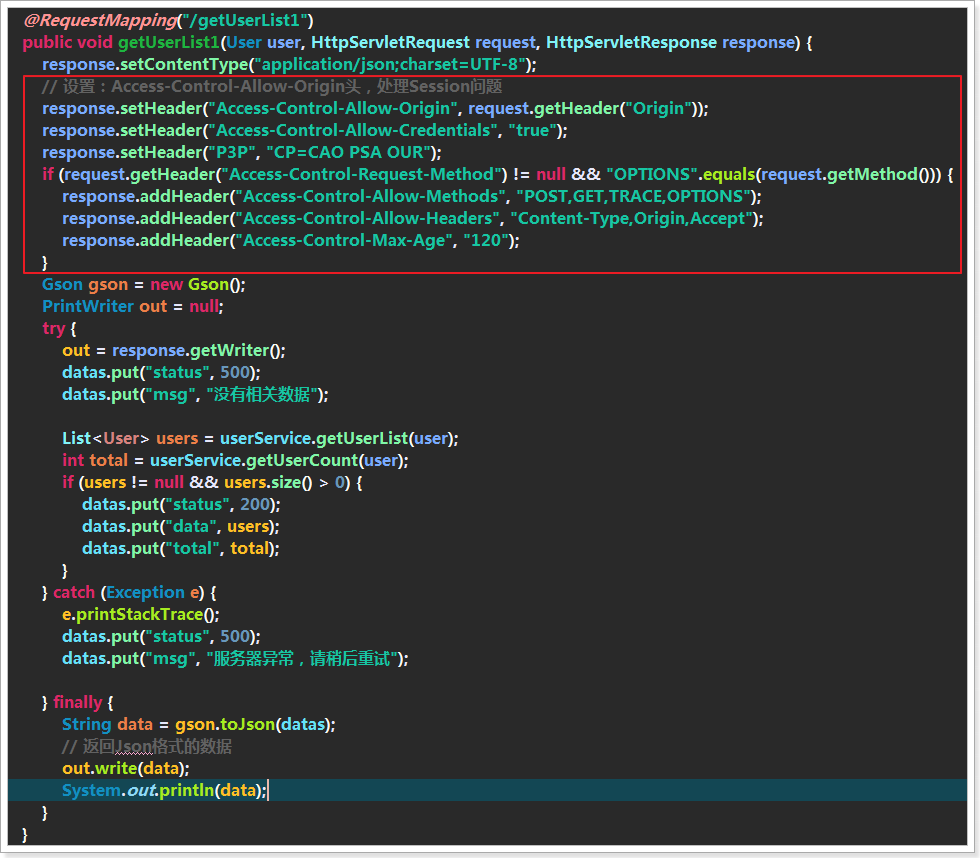 @RequestMapping("/getUserList1")
public void getUserList1(User user, HttpServletRequest request, HttpServletResponse response) {
response.setContentType("application/json;charset=UTF-8");
// 设置：Access-Control-Allow-Origin头，处理Session问题
response.setHeader("Access-Control-Allow-Origin", request.getHeader("Origin"));
response.setHeader("Access-Control-Allow-Credentials", "true");
response.setHeader("P3P", "CP=CAO PSA OUR");
if (request.getHeader("Access-Control-Request-Method") != null && "OPTIONS".equals(request.getMethod())) {
response.addHeader("Access-Control-Allow-Methods", "POST,GET,TRACE,OPTIONS");
response.addHeader("Access-Control-Allow-Headers", "Content-Type,Origin,Accept");
response.addHeader("Access-Control-Max-Age", "120");
}
Gson gson = new Gson();
PrintWriter out = null;
try {
out = response.getWriter();
datas.put("status", 500);
datas.put("msg", "没有相关数据");
List<User> users = userService.getUserList(user);
int total = userService.getUserCount(user);
if (users != null && users.size() > 0) {
datas.put("status", 200);
datas.put("data", users);
datas.put("total", total);
}
} catch (Exception e) {
e.printStackTrace();
datas.put("status", 500);
datas.put("msg", "服务器异常，请稍后重试");
} finally {
String data = gson.toJson(datas);
// 返回Json格式的数据
out.write(data);
System.out.println(data);
}
}